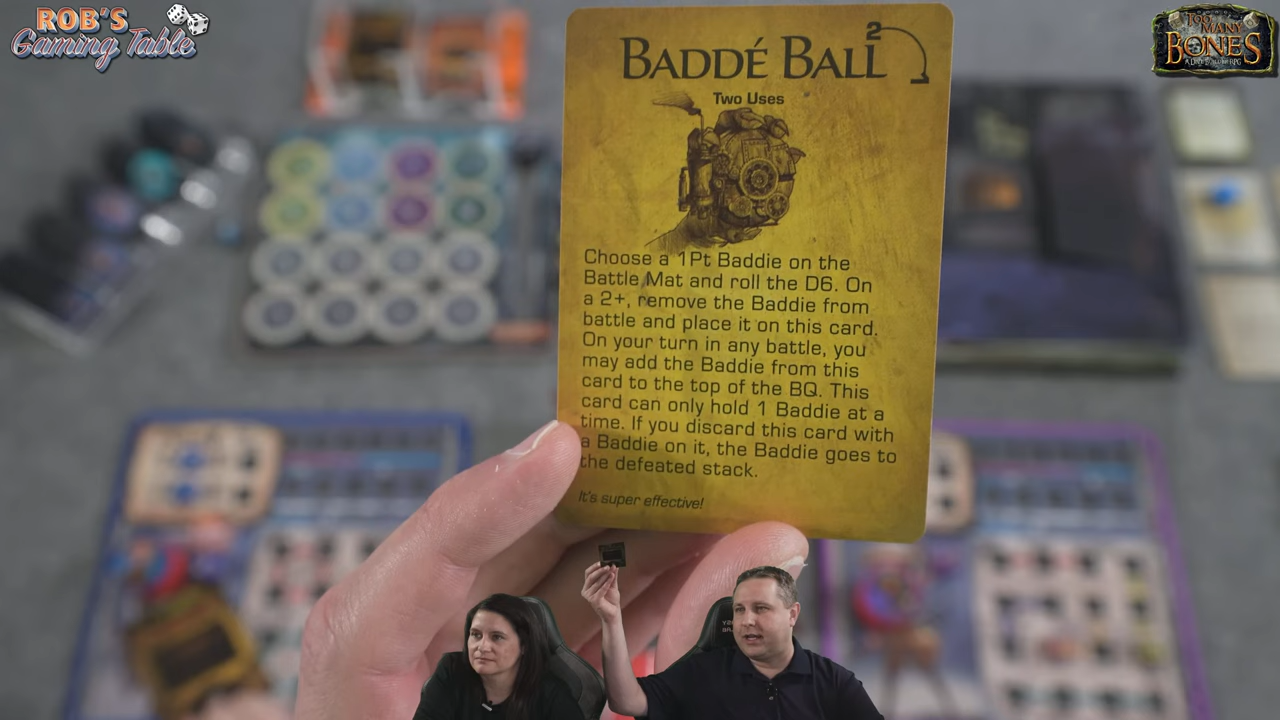 ROB'S
Gaming Table
TOO
MANY
BONES
A DICE BUILDER RPG
BADDÉ BALL
2
Two Uses
Choose a 1Pt Baddie on the
Battle Mat and roll the D6. On
a 2+, remove the Baddie from
battle and place it on this card.
On your turn in any battle, you
may add the Baddie from this
card to the top of the BQ. This
card can only hold 1 Baddie at a
time. If you discard this card with
a Baddie on it, the Baddie goes to
the defeated stack.
It's super effective!